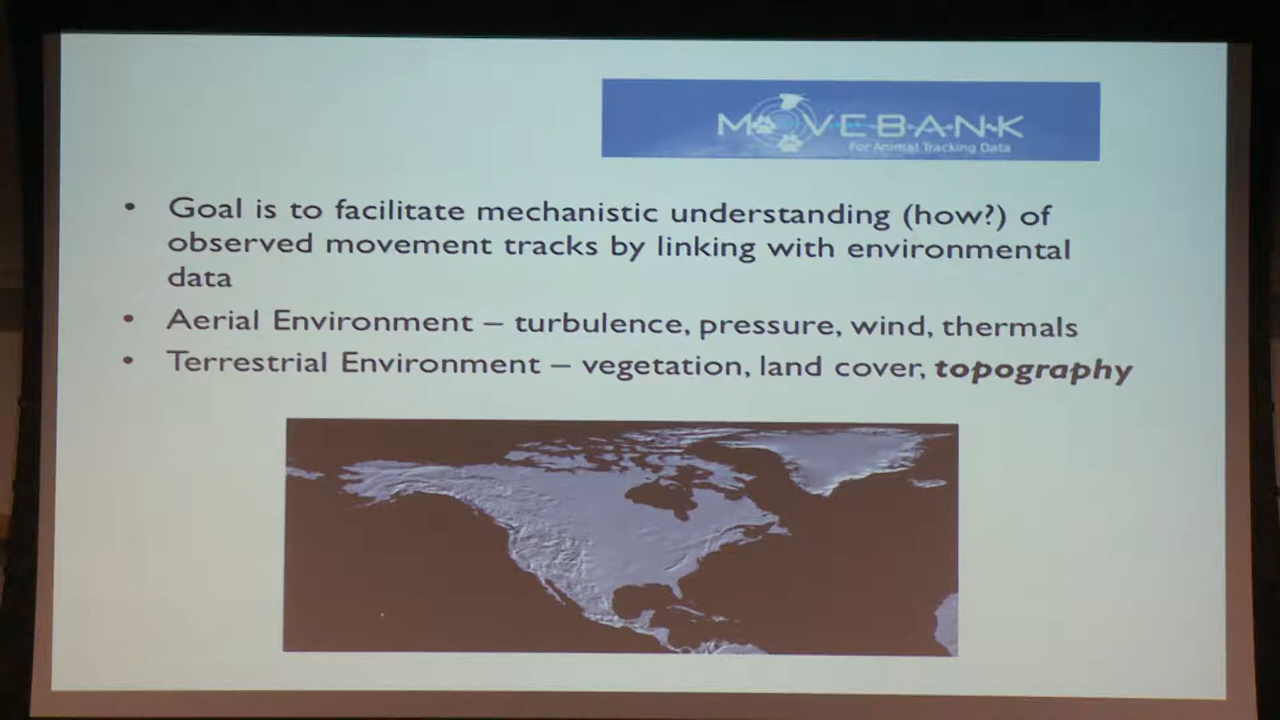 MOVEBANK
For Animal Tracking Data
• Goal is to facilitate mechanistic understanding (how?) of
observed movement tracks by linking with environmental
data
• Aerial Environment – turbulence, pressure, wind, thermals
• Terrestrial Environment – vegetation, land cover, topography